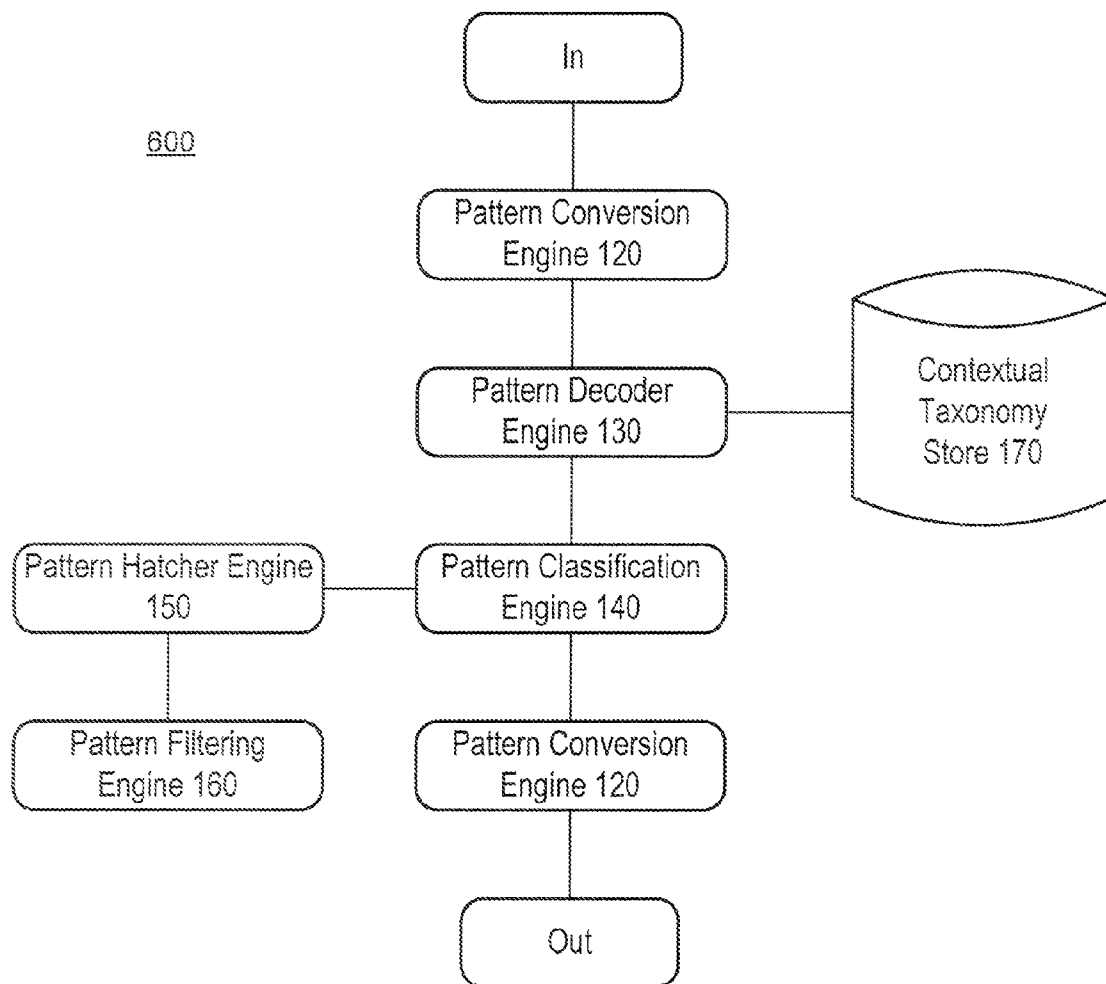 In
600
Pattern Conversion
Engine 120
Pattern Decoder
Engine 130
Contextual
Taxonomy
Store 170
Pattern Hatcher Engine
150
Pattern Classification
Engine 140
Pattern Filtering
Engine 160
Pattern Conversion
Engine 120
Out